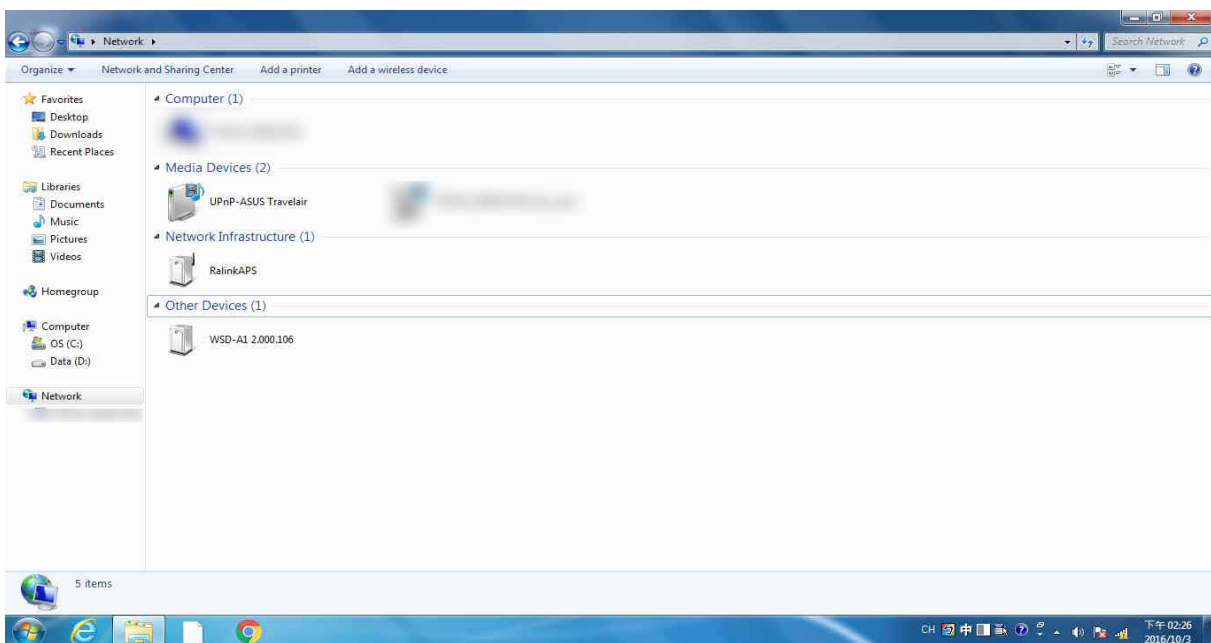 Network
Search Network
Organize
Network and Sharing Center
Add a printer
Add a wireless device
Favorites
Desktop
Downloads
Recent Places
Libraries
Documents
Music
Pictures
Videos
Homegroup
Computer
OS (C:)
Data (D:)
Network
Computer (1)
Media Devices (2)
UPnP-ASUS Travelair
Network Infrastructure (1)
RalinkAPS
Other Devices (1)
WSD-A1 2.000.106
5 items
CH 中
下午 02:26
2016/10/3